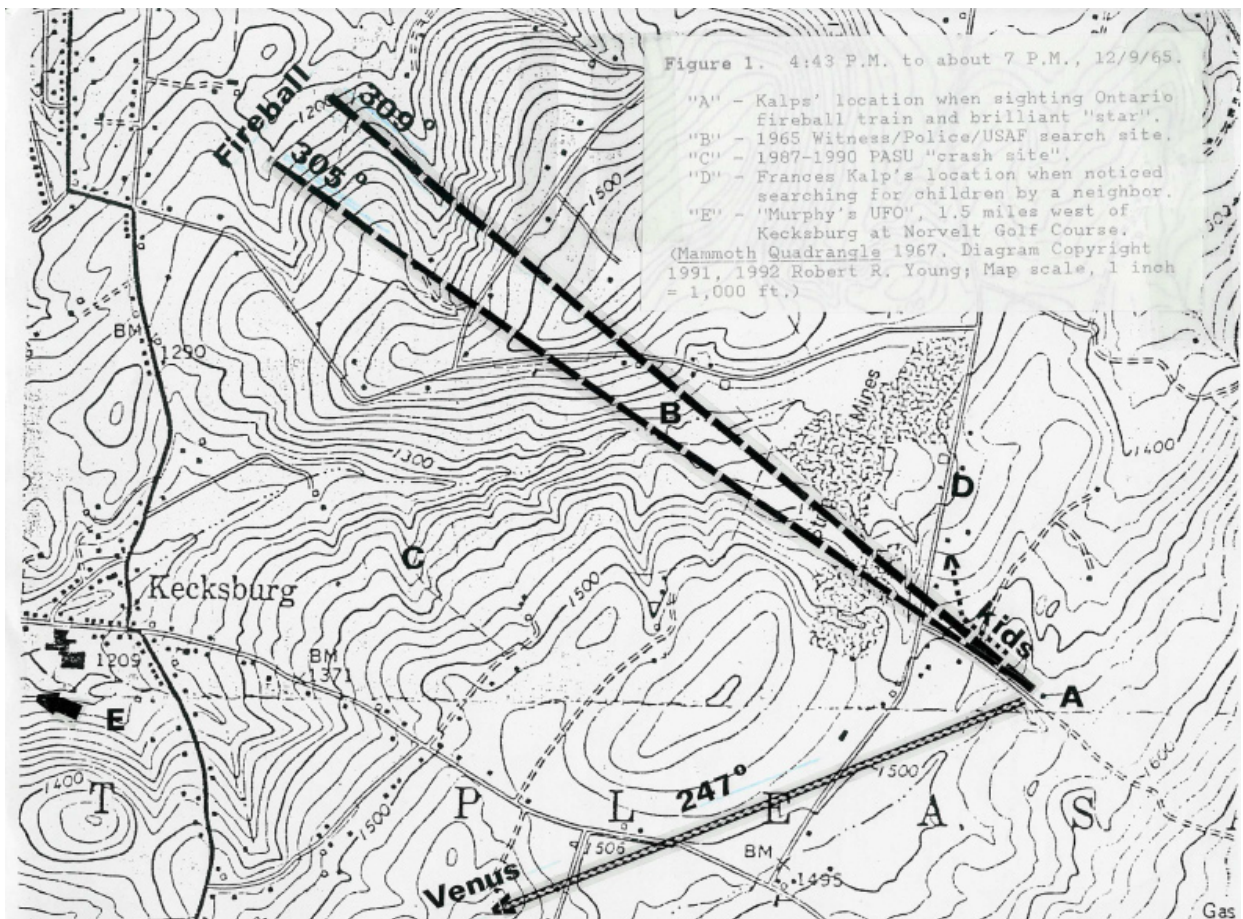 Figure 1. 4:43 P.M. to about 7 P.M., 12/9/65.
"A" - Kalps' location when sighting Ontario
fireball train and brilliant "star".
"B" - 1965 Witness/Police/USAF search site.
"C" - 1987-1990 PASU "crash site".
"D" - Frances Kalp's location when noticed
searching for children by a neighbor.
"E" - "Murphy's UFO", 1.5 miles west of
Kecksburg at Norvelt Golf Course.
(Mammoth Quadrangle 1967, Diagram Copyright
1991, 1992 Robert R. Young; Map scale, 1 inch
= 1,000 ft.)
Fireball
309°
305°
1500
BM
1290
B
Mines
1400
1300
D
C
Kecksburg
1500
kids
1209
BM
1371
A
E
1400
T
P
L
E
A
S
247°
1500
1600
1500
1506
BM
1495
Venus
Gas